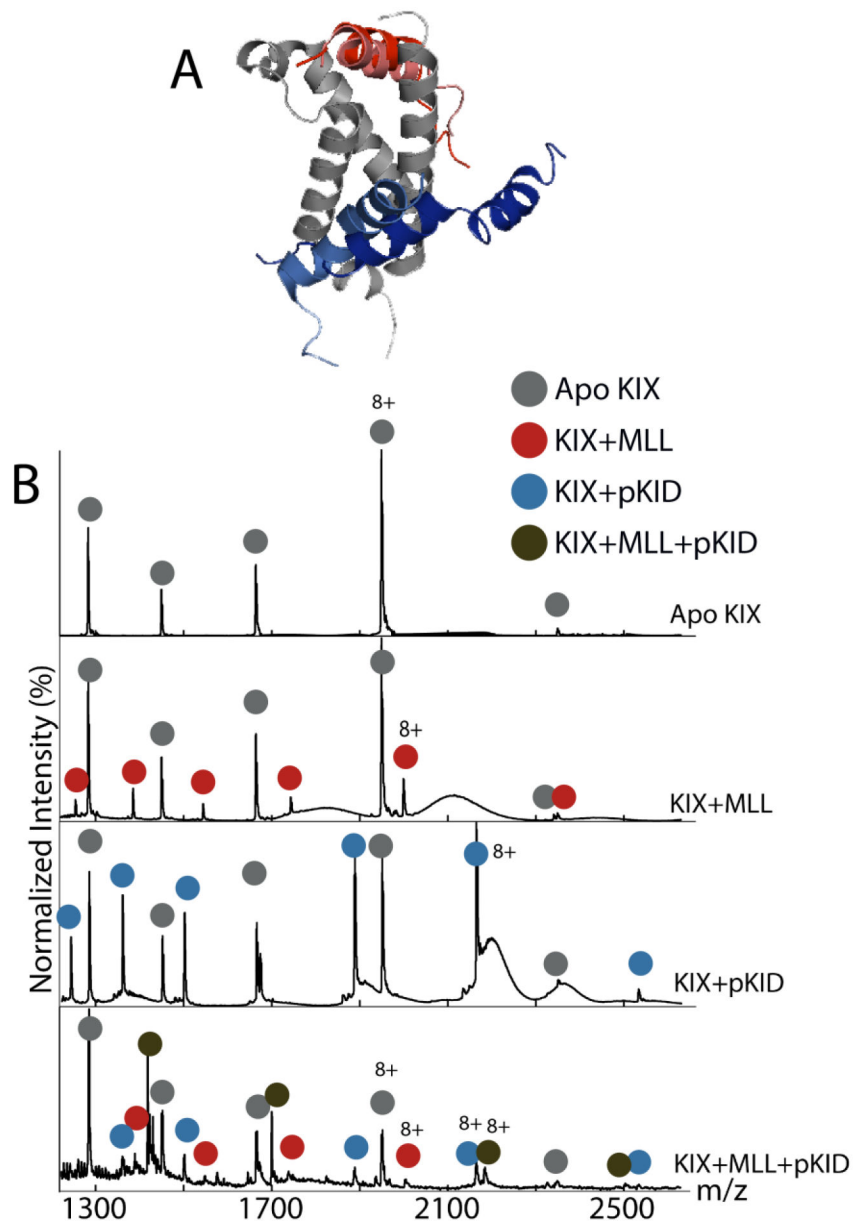 A
Apo KIX
KIX+MLL
KIX+pKID
KIX+MLL+pKID
B
Normalized Intensity (%)
8+
Apo KIX
8+
KIX+MLL
8+
KIX+pKID
8+
8+
8+ 8+
KIX+MLL+pKID
1300 1700 2100 2500 m/z